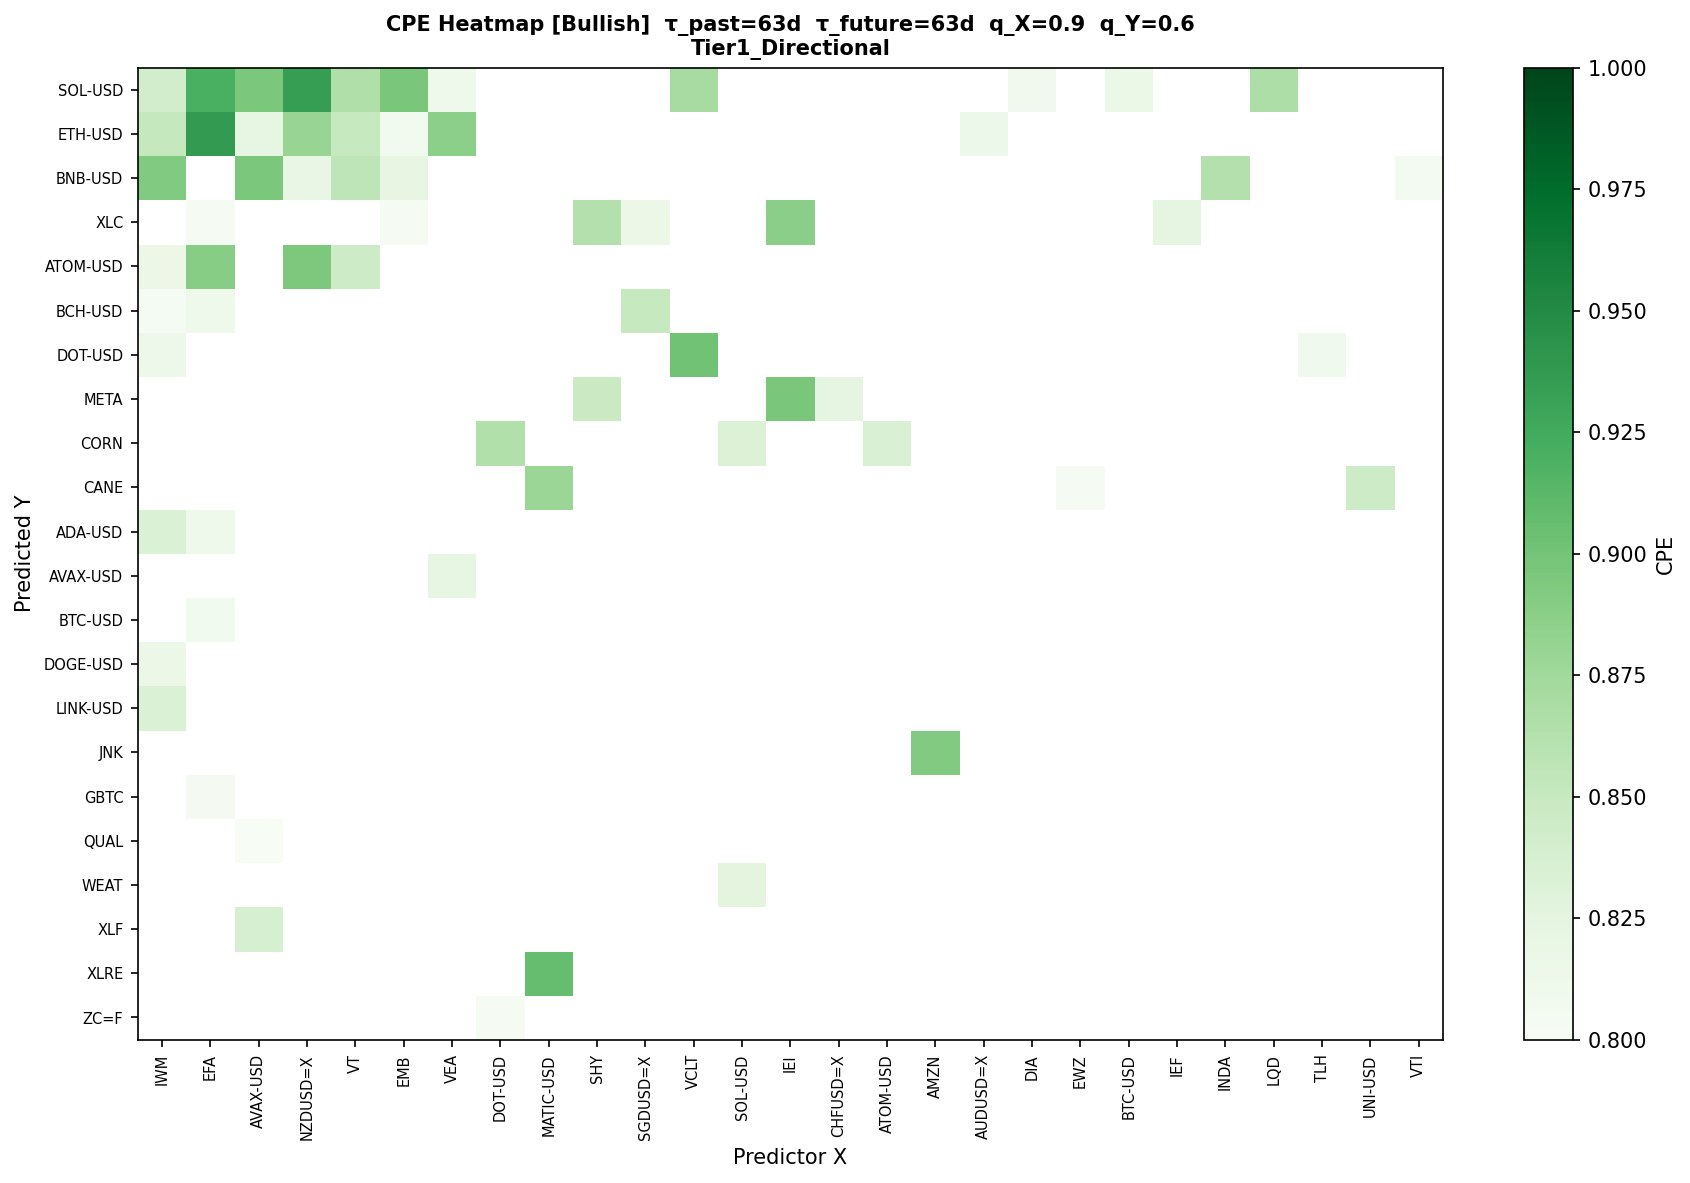 CPE Heatmap [Bullish]  τ_past=63d  τ_future=63d  q_X=0.9  q_Y=0.6
Tier1_Directional
SOL-USD
ETH-USD
BNB-USD
XLC
ATOM-USD
BCH-USD
DOT-USD
META
CORN
CANE
ADA-USD
AVAX-USD
BTC-USD
DOGE-USD
LINK-USD
JNK
GBTC
QUAL
WEAT
XLF
XLRE
ZC=F
Predicted Y
IWM
EFA
AVAX-USD
NZDUSD=X
VT
EMB
VEA
DOT-USD
MATIC-USD
SHY
SGDUSD=X
VCLT
SOL-USD
IEI
CHFUSD=X
ATOM-USD
AMZN
AUDUSD=X
DIA
EWZ
BTC-USD
IEF
INDA
LQD
TLH
UNI-USD
VTI
Predictor X
1.000
0.975
0.950
0.925
0.900
0.875
0.850
0.825
0.800
CPE